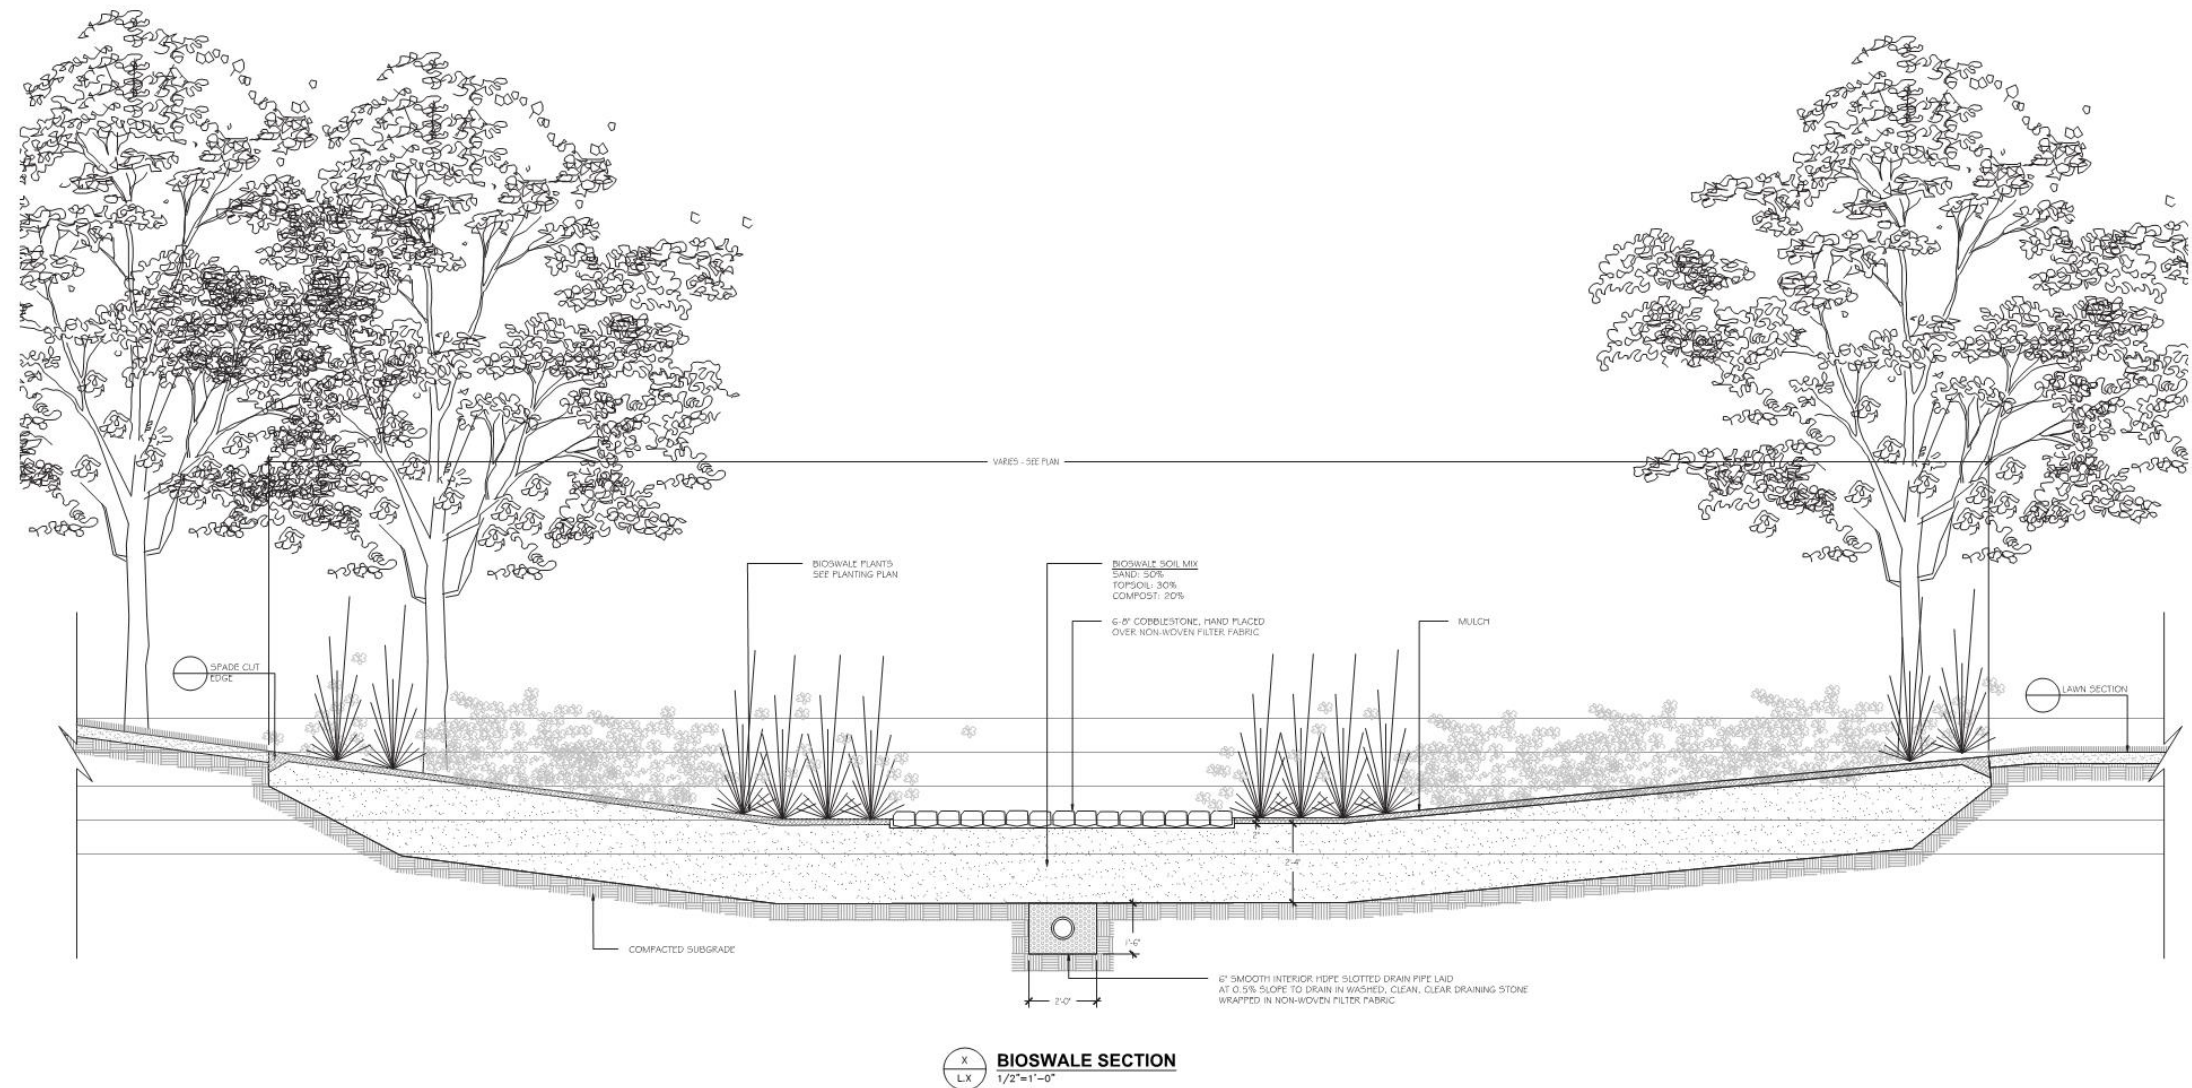 VARIES - SEE PLAN
BIOSWALE PLANTS
SEE PLANTING PLAN
BIOSWALE SOIL MIX
SAND: 50%
TOPSOIL: 30%
COMPOST: 20%
6-8" COBBLESTONE, HAND PLACED
OVER NON-WOVEN FILTER FABRIC
MULCH
SPADE CUT
EDGE
LAWN SECTION
2"
2'-4"
COMPACTED SUBGRADE
1'-6"
6" SMOOTH INTERIOR HDPE SLOTTED DRAIN PIPE LAID
AT 0.5% SLOPE TO DRAIN IN WASHED, CLEAN, CLEAR DRAINING STONE
WRAPPED IN NON-WOVEN FILTER FABRIC
2'-0"
X
L.X
BIOSWALE SECTION
1/2"=1'-0"